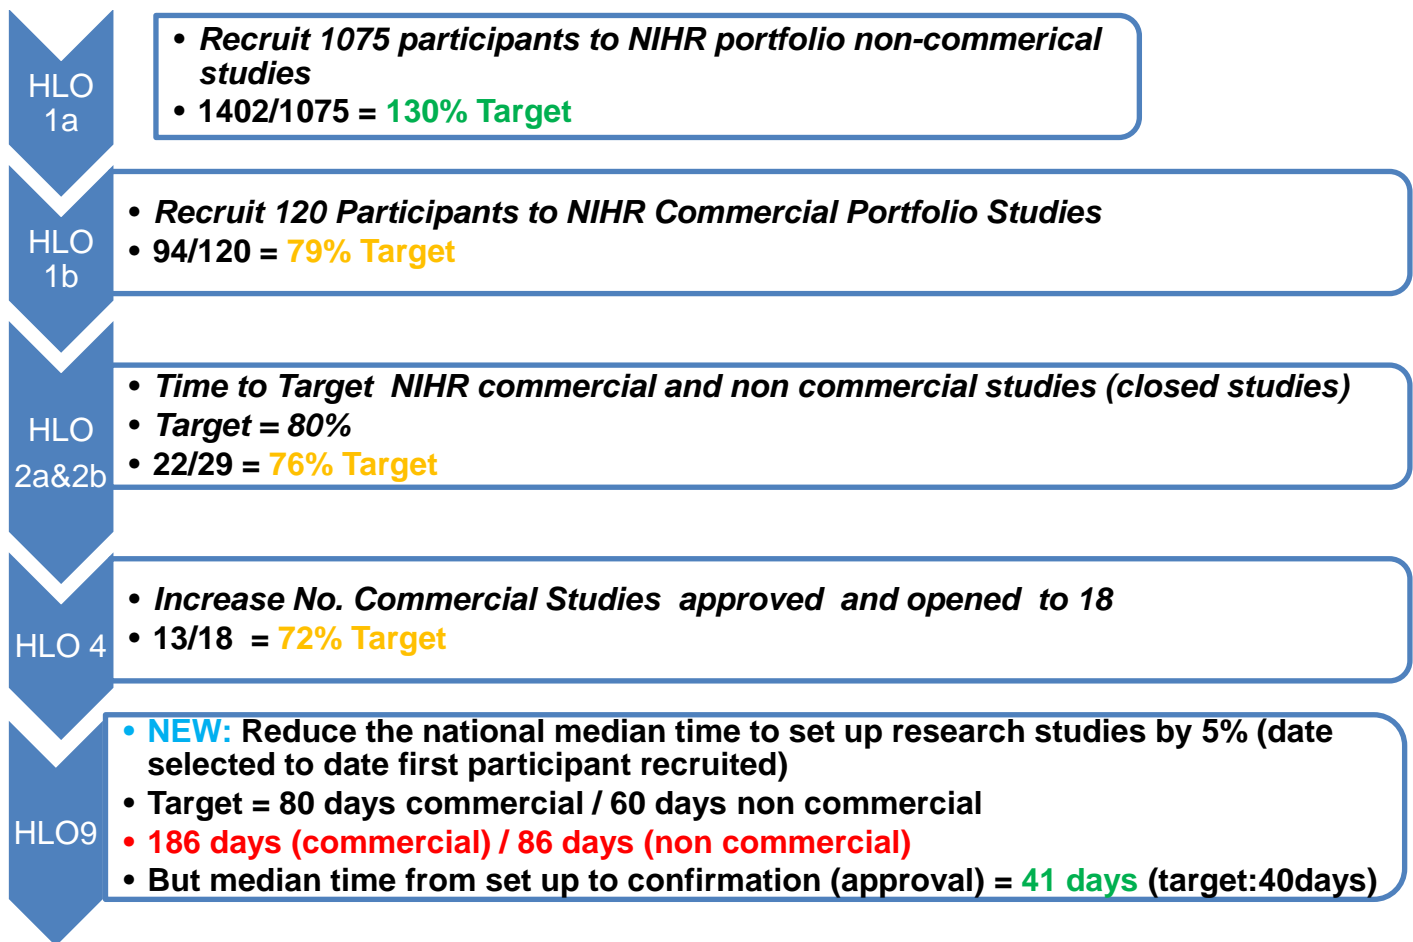 HLO
1a
• Recruit 1075 participants to NIHR portfolio non-commerical
studies
• 1402/1075 = 130% Target
HLO
1b
• Recruit 120 Participants to NIHR Commercial Portfolio Studies
• 94/120 = 79% Target
HLO
2a&2b
• Time to Target NIHR commercial and non commercial studies (closed studies)
• Target = 80%
• 22/29 = 76% Target
HLO 4
• Increase No. Commercial Studies approved and opened to 18
• 13/18 = 72% Target
HLO9
• NEW: Reduce the national median time to set up research studies by 5% (date
selected to date first participant recruited)
• Target = 80 days commercial / 60 days non commercial
• 186 days (commercial) / 86 days (non commercial)
• But median time from set up to confirmation (approval) = 41 days (target:40days)